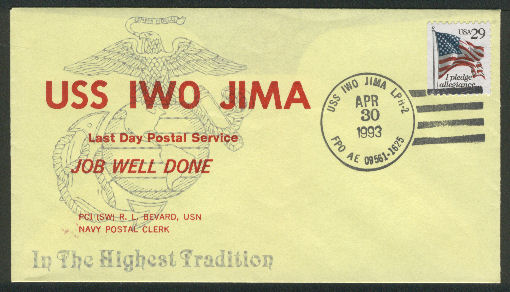 USA 29
I pledge
allegiance...
USS IWO JIMA
Last Day Postal Service
JOB WELL DONE
PC1 (SW) R. L. BEVARD, USN
NAVY POSTAL CLERK
In The Highest Tradition
USS IWO JIMA LPH-2
APR
30
1993
FPO AE 09561-1625